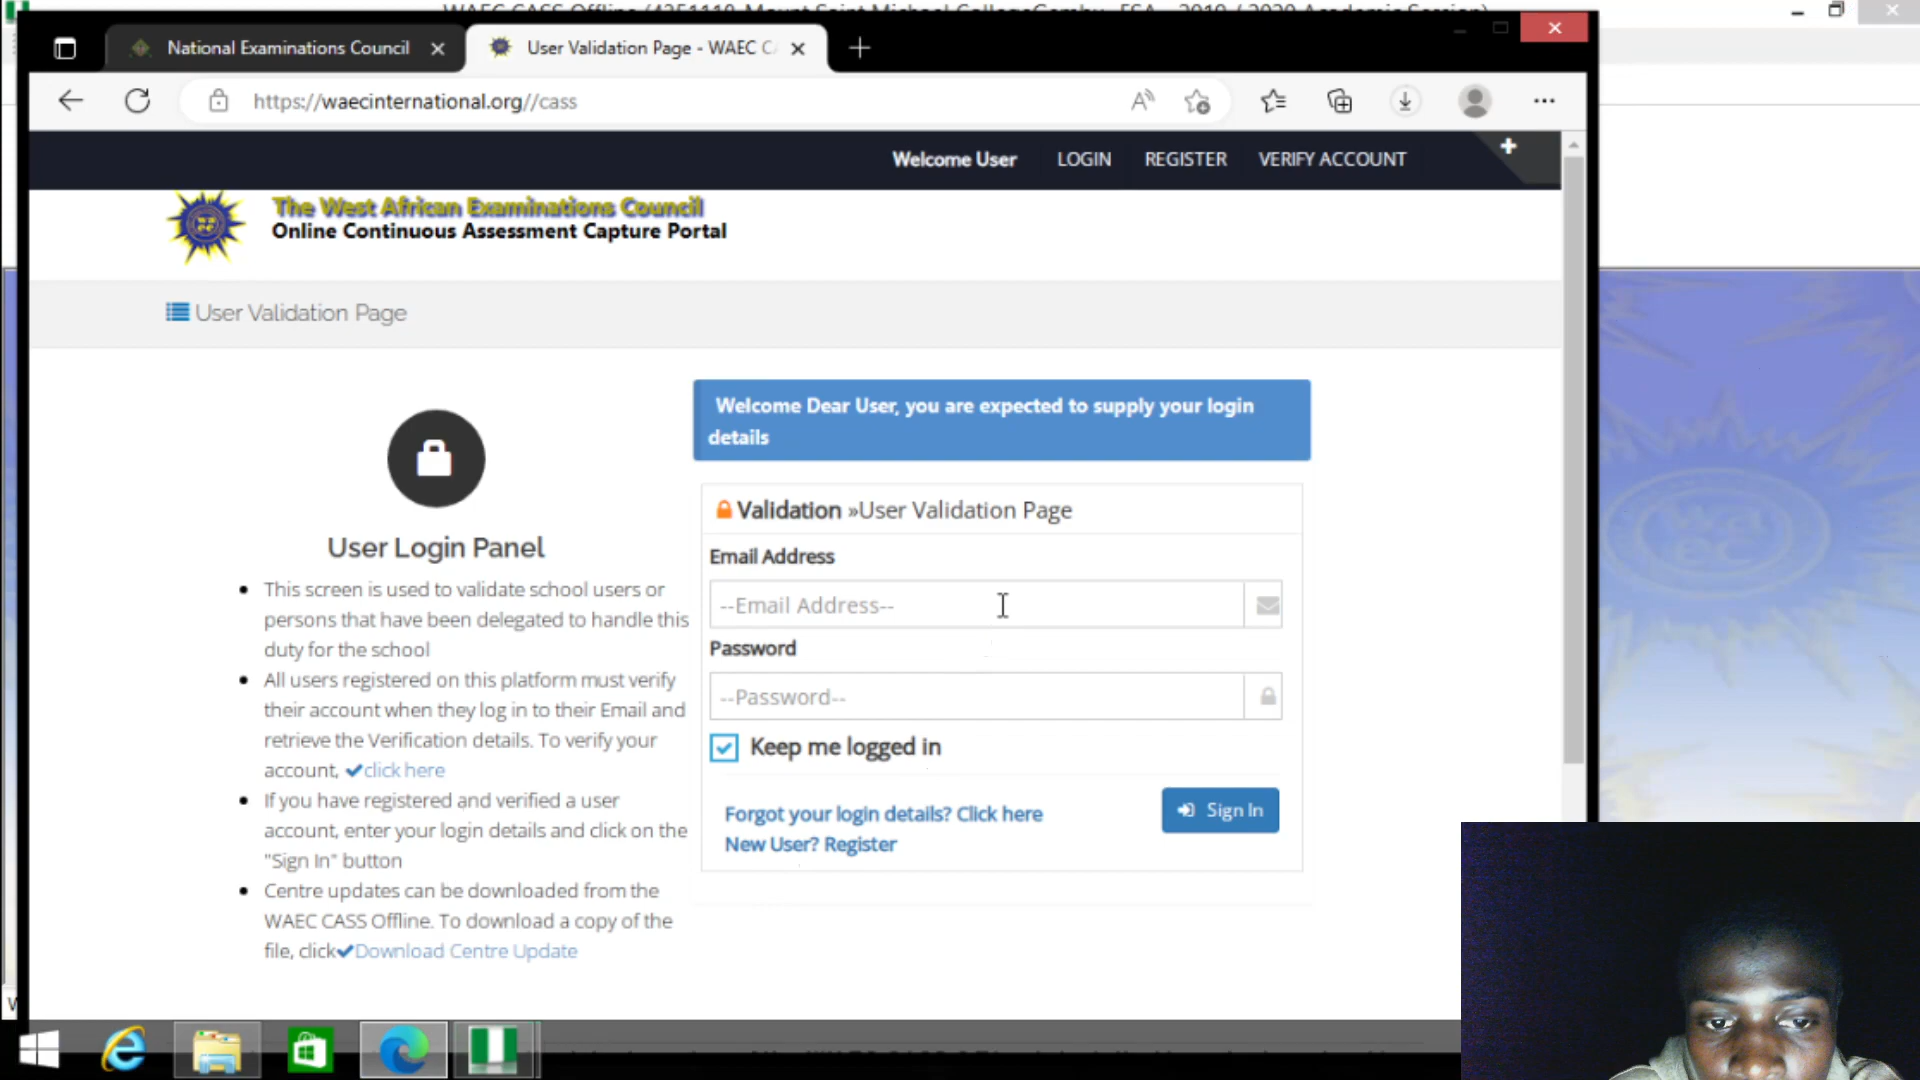 WAEC CASS Offline (4251118-Mount Saint Michael College
National Examinations Council
User Validation Page - WAEC C
https://waecinternational.org//cass
Welcome User
LOGIN
REGISTER
VERIFY ACCOUNT
The West African Examinations Council
Online Continuous Assessment Capture Portal
User Validation Page
Welcome Dear User, you are expected to supply your login
details
Validation »User Validation Page
Email Address
--Email Address--
Password
--Password--
Keep me logged in
Forgot your login details? Click here
Sign In
New User? Register
User Login Panel
This screen is used to validate school users or
persons that have been delegated to handle this
duty for the school
All users registered on this platform must verify
their account when they log in to their Email and
retrieve the Verification details. To verify your
account, click here
If you have registered and verified a user
account, enter your login details and click on the
"Sign In" button
Centre updates can be downloaded from the
WAEC CASS Offline. To download a copy of the
file, click Download Centre Update